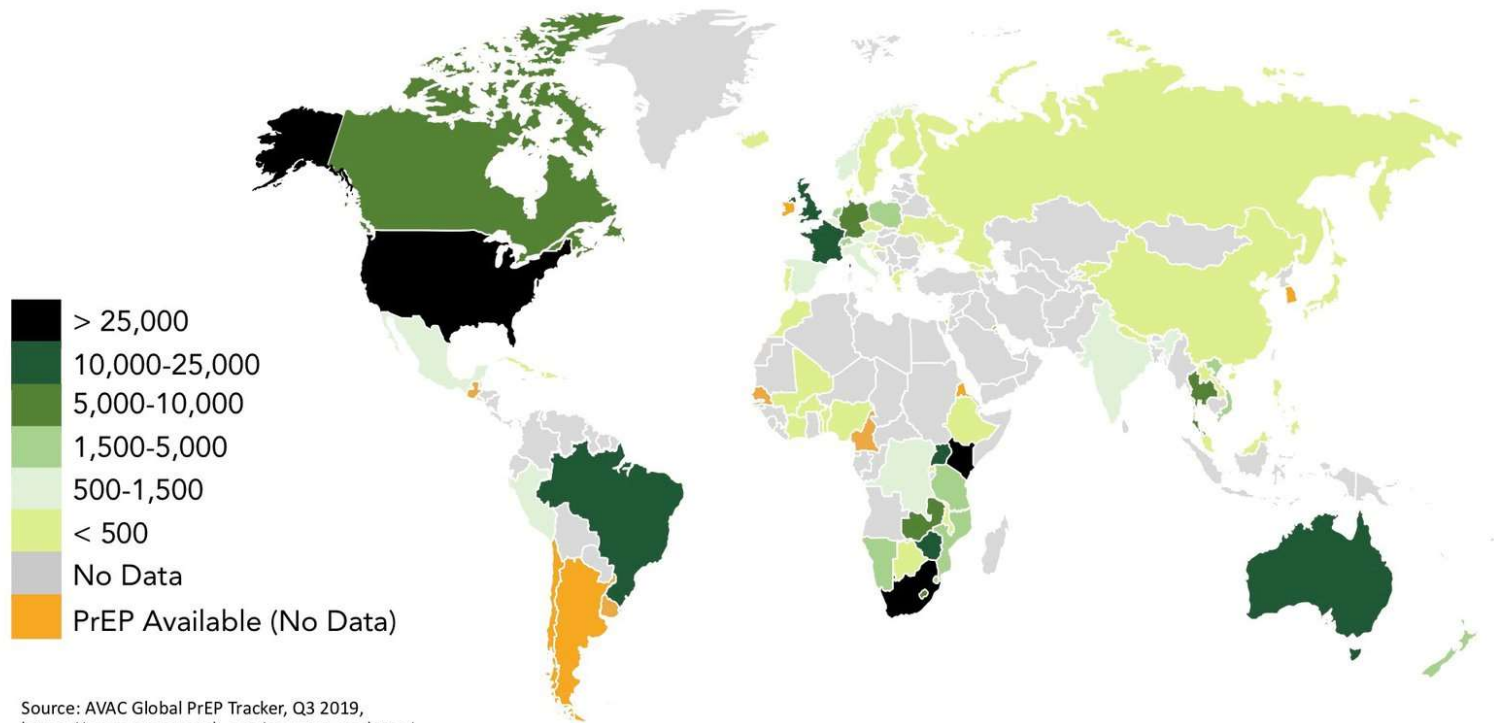 > 25,000
10,000-25,000
5,000-10,000
1,500-5,000
500-1,500
< 500
No Data
PrEP Available (No Data)
Source: AVAC Global PrEP Tracker, Q3 2019,